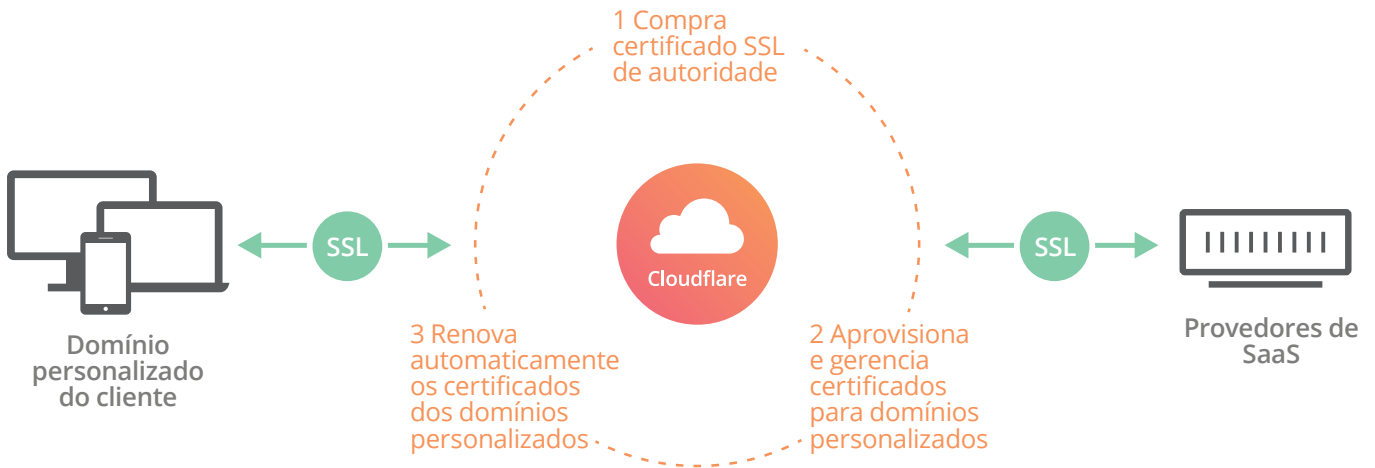 1 Compra
certificado SSL
de autoridade
SSL
Cloudflare
SSL
Domínio
personalizado
do cliente
3 Renova
automaticamente
os certificados
dos domínios
personalizados
2 Aprovisiona
e gerencia
certificados
para domínios
personalizados
Provedores de
SaaS